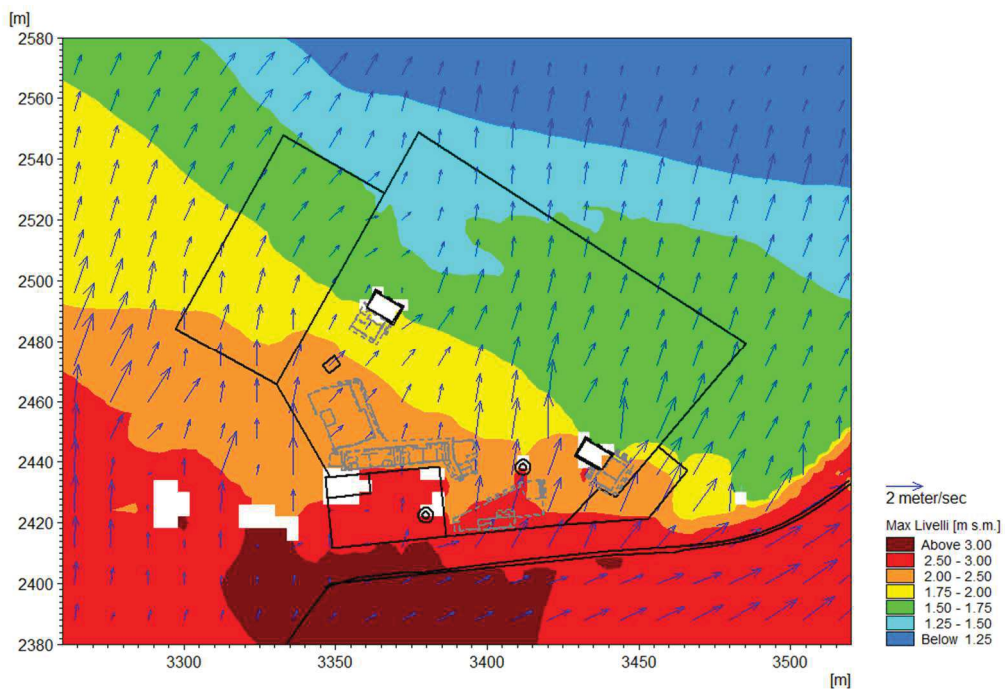 [m]
2580
2560
2540
2520
2500
2480
2460
2440
2420
2400
2380
3300 3350 3400 3450 3500
[m]
2 meter/sec
Max Livelli [m s.m.]
Above 3.00
2.50 - 3.00
2.00 - 2.50
1.75 - 2.00
1.50 - 1.75
1.25 - 1.50
Below 1.25